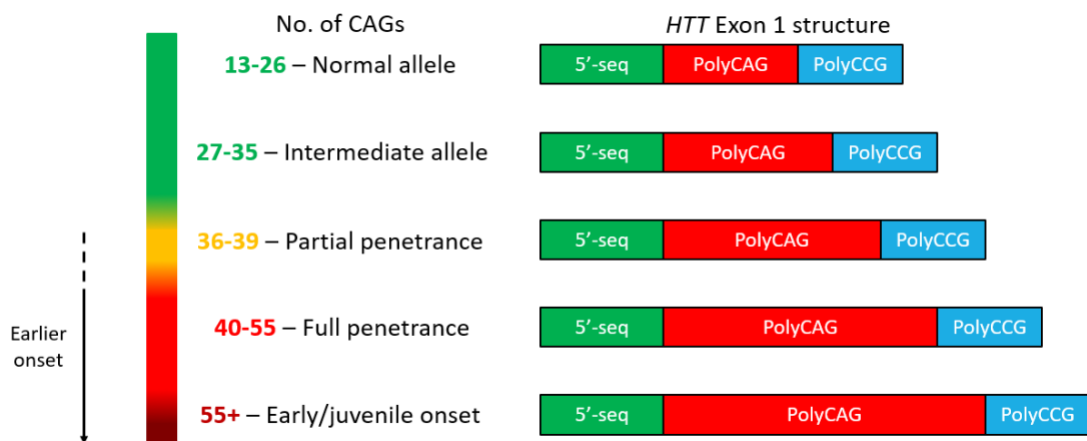 No. of CAGs
HTT Exon 1 structure
13-26 – Normal allele
5’-seq PolyCAG PolyCCG
27-35 – Intermediate allele
5’-seq PolyCAG PolyCCG
36-39 – Partial penetrance
5’-seq PolyCAG PolyCCG
40-55 – Full penetrance
5’-seq PolyCAG PolyCCG
Earlier
onset
55+ – Early/juvenile onset
5’-seq PolyCAG PolyCCG